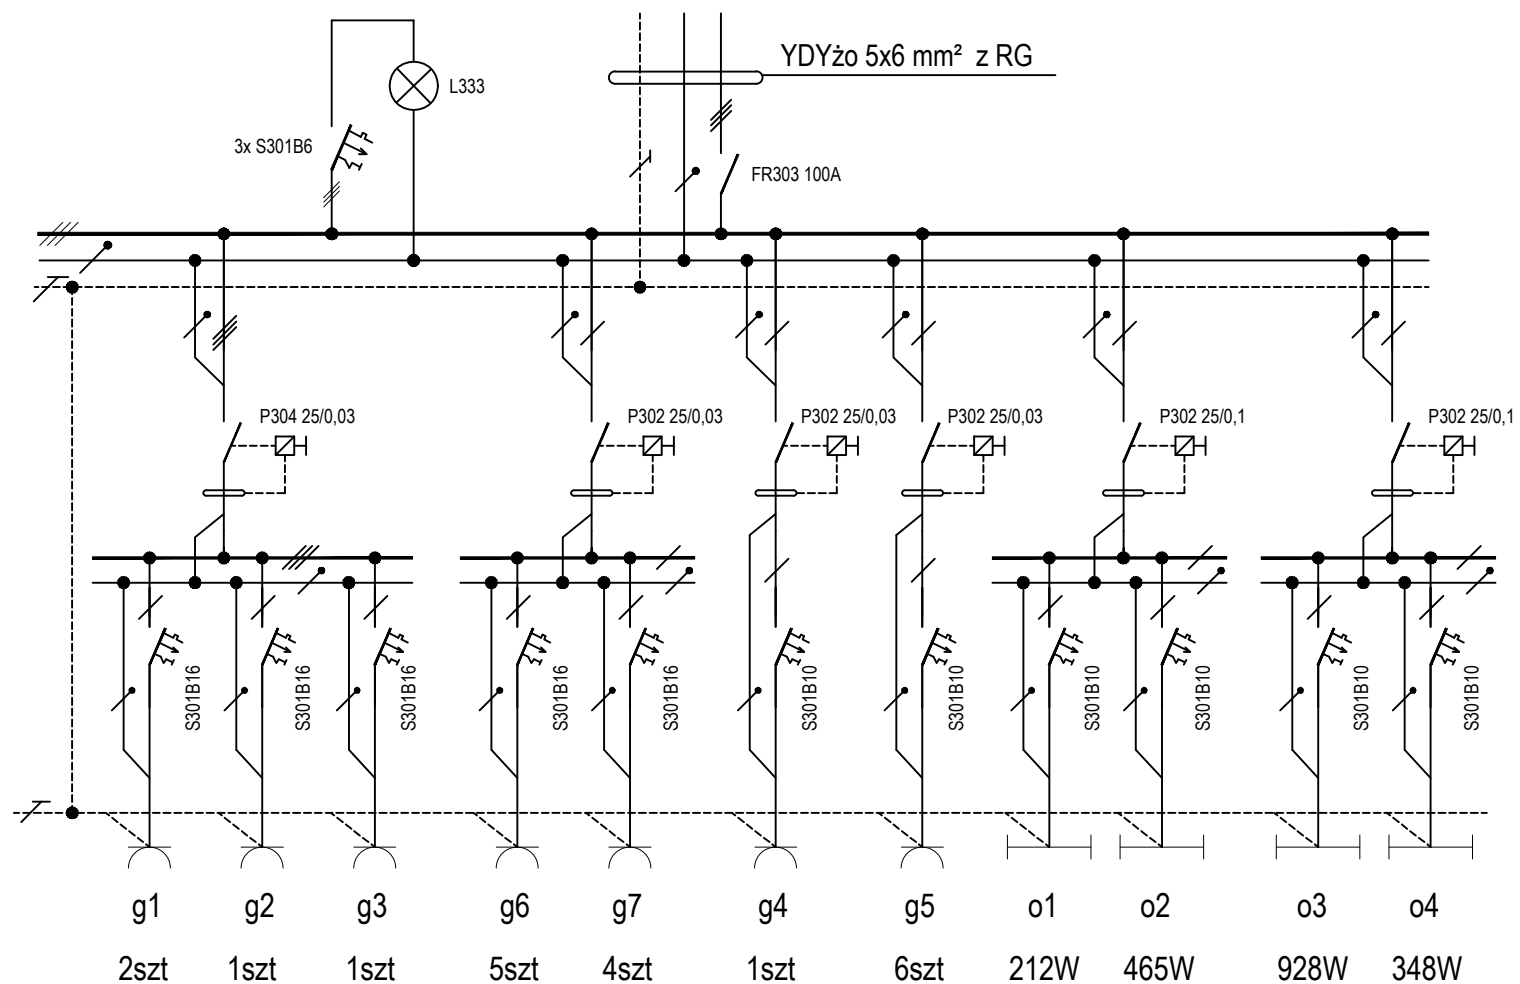 YDYżo 5x6 mm² z RG
L333
3x S301B6
FR303 100A
P304 25/0,03
P302 25/0,03
P302 25/0,03
P302 25/0,03
P302 25/0,1
P302 25/0,1
S301B16
S301B16
S301B16
S301B16
S301B16
S301B10
S301B10
S301B10
S301B10
S301B10
S301B10
g1 g2 g3 g6 g7 g4 g5 o1 o2 o3 o4
2szt 1szt 1szt 5szt 4szt 1szt 6szt 212W 465W 928W 348W